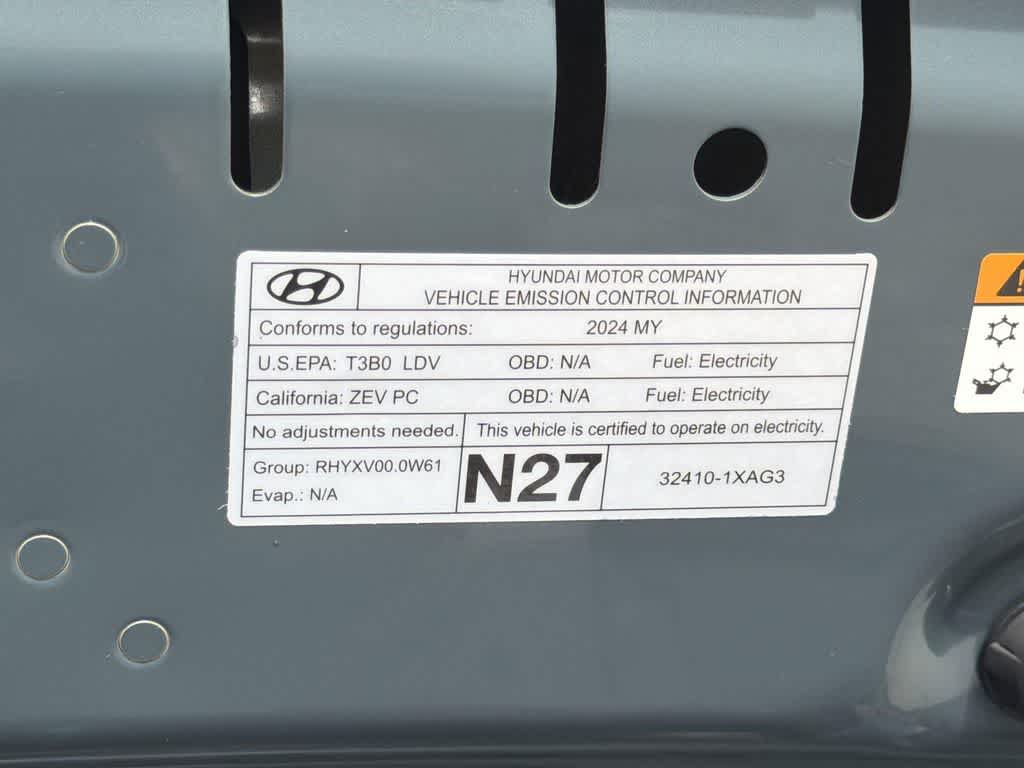 HYUNDAI MOTOR COMPANY
VEHICLE EMISSION CONTROL INFORMATION
Conforms to regulations: 2024 MY
U.S.EPA: T3B0 LDV OBD: N/A Fuel: Electricity
California: ZEV PC OBD: N/A Fuel: Electricity
No adjustments needed. This vehicle is certified to operate on electricity.
Group: RHYXV00.0W61
Evap.: N/A
N27
32410-1XAG3